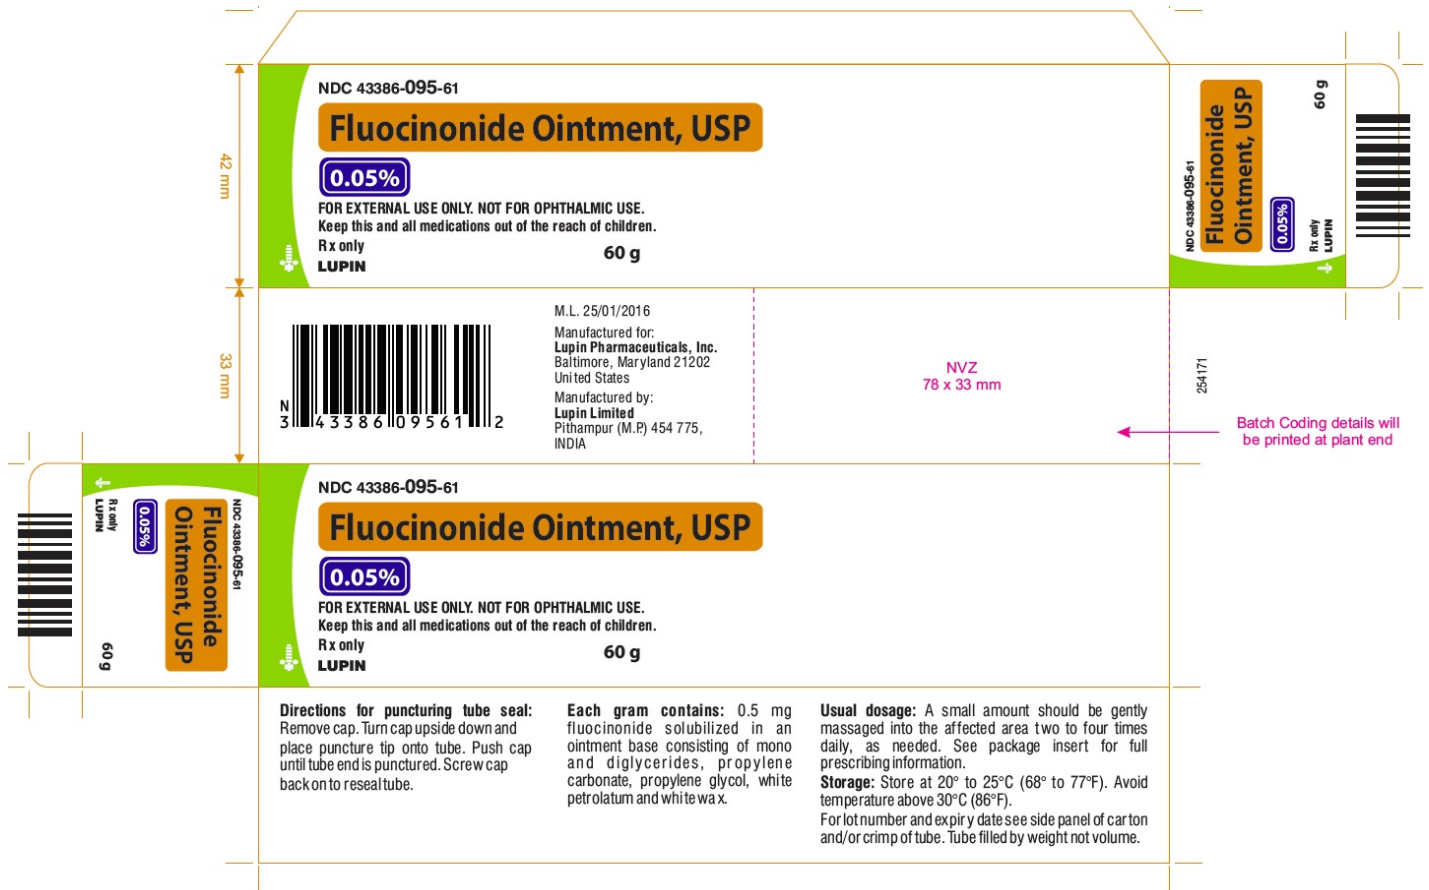 NDC 43386-095-61
Fluocinonide Ointment, USP
0.05%
FOR EXTERNAL USE ONLY. NOT FOR OPHTHALMIC USE.
Keep this and all medications out of the reach of children.
Rx only
60 g
LUPIN
42 mm
NDC 43386-095-61
Fluocinonide
Ointment, USP
0.05%
Rx only
LUPIN
60 g
33 mm
N
3 43386 09561 2
M.L. 25/01/2016
Manufactured for:
Lupin Pharmaceuticals, Inc.
Baltimore, Maryland 21202
United States
Manufactured by:
Lupin Limited
Pithampur (M.P.) 454 775,
INDIA
NVZ
78 x 33 mm
254171
Batch Coding details will
be printed at plant end
NDC 43386-095-61
Fluocinonide
Ointment, USP
0.05%
Rx only
LUPIN
60 g
NDC 43386-095-61
Fluocinonide Ointment, USP
0.05%
FOR EXTERNAL USE ONLY. NOT FOR OPHTHALMIC USE.
Keep this and all medications out of the reach of children.
Rx only
60 g
LUPIN
Directions for puncturing tube seal:
Remove cap. Turn cap upside down and
place puncture tip onto tube. Push cap
until tube end is punctured. Screw cap
back on to reseal tube.
Each gram contains: 0.5 mg
fluocinonide solubilized in an
ointment base consisting of mono
and diglycerides, propylene
carbonate, propylene glycol, white
petrolatum and white wax.
Usual dosage: A small amount should be gently
massaged into the affected area two to four times
daily, as needed. See package insert for full
prescribing information.
Storage: Store at 20° to 25°C (68° to 77°F). Avoid
temperature above 30°C (86°F).
For lot number and expiry date see side panel of carton
and/or crimp of tube. Tube filled by weight not volume.